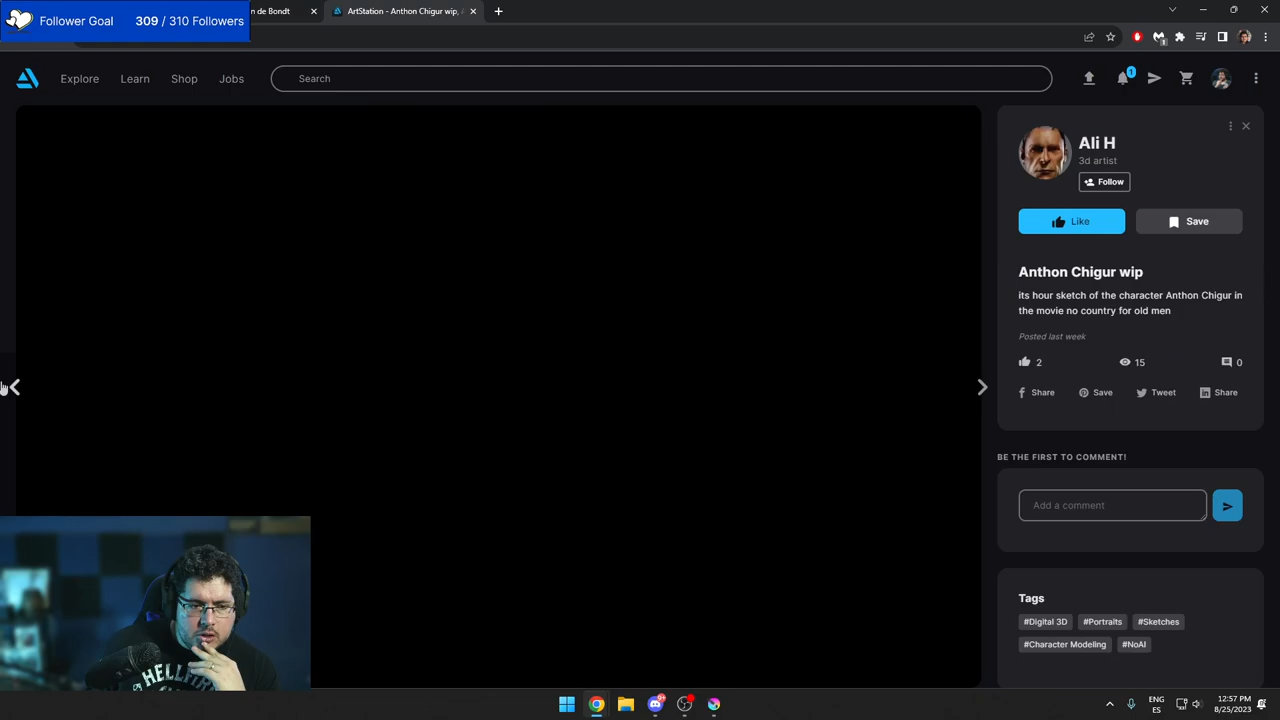 Follower Goal 309 / 310 Followers
n de Bondt
ArtStation - Anthon Chigur wip, A
Explore Learn Shop Jobs Search
1
1
Ali H
3d artist
Follow
Like Save
Anthon Chigur wip
its hour sketch of the character Anthon Chigur in
the movie no country for old men
Posted last week
2 15 0
Share Save Tweet Share
BE THE FIRST TO COMMENT!
Add a comment
Tags
#Digital 3D #Portraits #Sketches
#Character Modeling #NoAI
HELLFIR
9+
ENG
ES
12:57 PM
8/25/2023